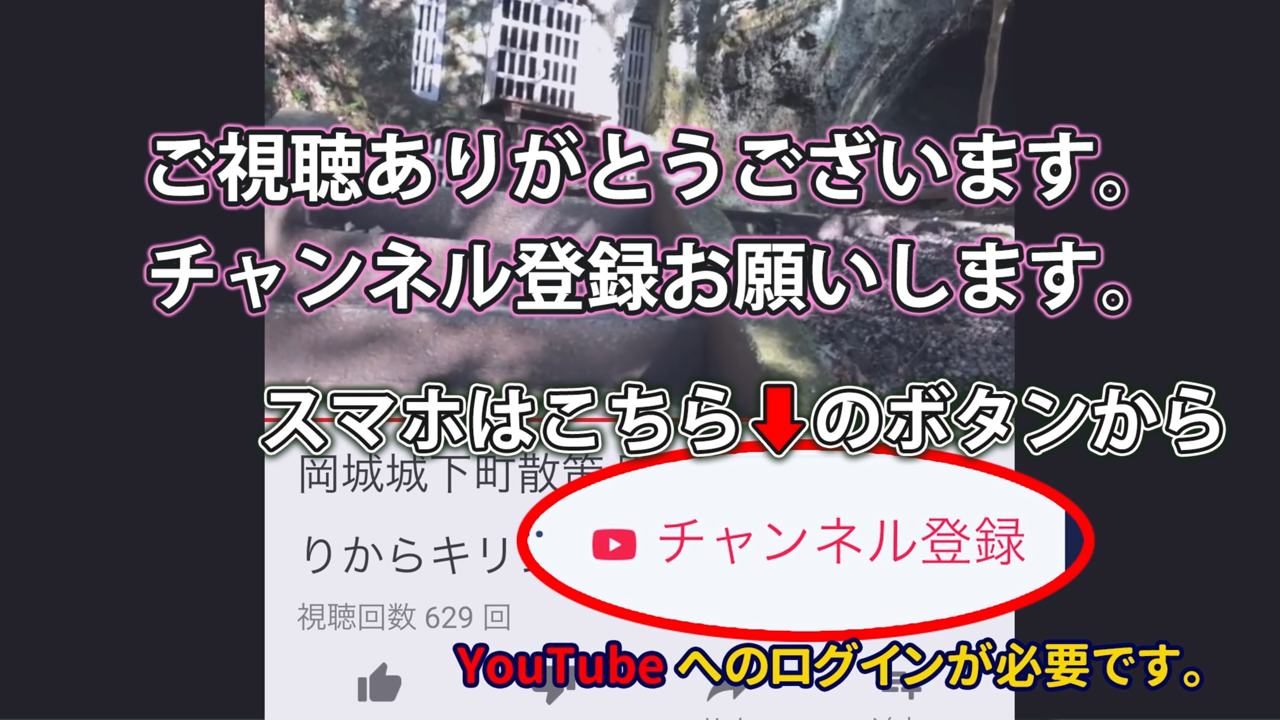 ご視聴ありがとうございます。
チャンネル登録お願いします。
スマホはこちら⬇のボタンから
岡城城下町散策
チャンネル登録
りからキリ
視聴回数 629 回
YouTube へのログインが必要です。